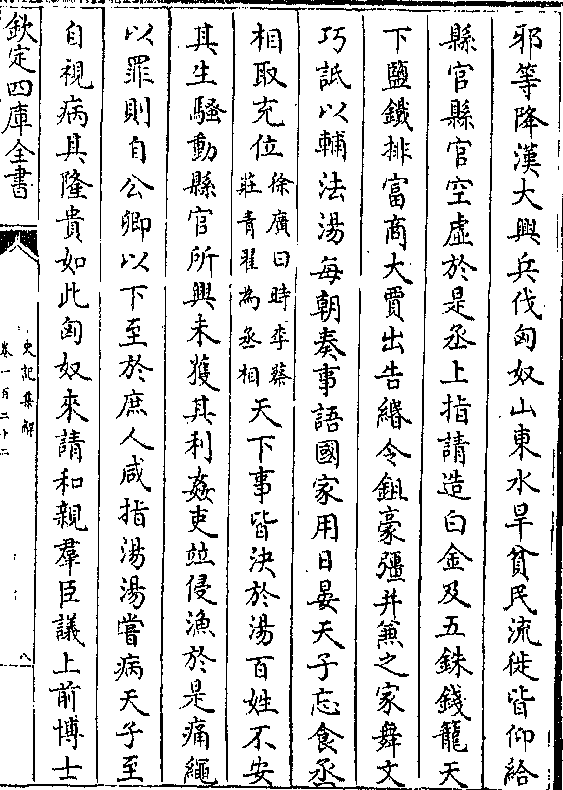 邪等降漢大興兵伐匈奴山東水旱貧民流徙皆仰給
縣官縣官空虛於是丞上指請造白金及五銖錢籠天
下鹽鐵排富商大賈出告緡令鉏豪彊并兼之家舞文
巧詆以輔法湯每朝奏事語國家用日晏天子忘食丞
相取充位徐廣曰時李蔡莊青翟為丞相天下事皆決於湯百姓不安
其生騷動縣官所興未獲其利姦吏竝侵漁於是痛繩
以罪則自公卿以下至於庶人咸指湯湯嘗病天子至
自視病其隆貴如此匈奴來請和親羣臣議上前博士
欽定四庫全書
史記集解
卷一百二十二
八